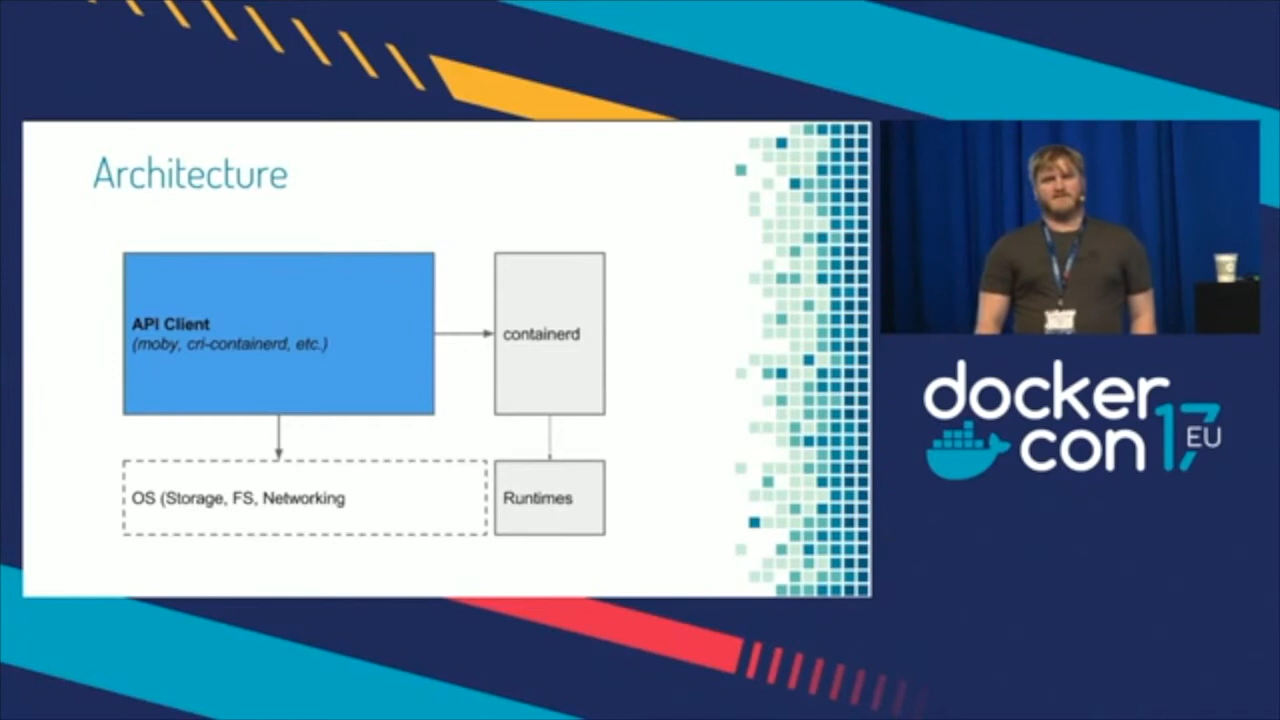 Architecture
API Client
(moby, cri-containerd, etc.)
containerd
OS (Storage, FS, Networking
Runtimes
docker
con 17 EU